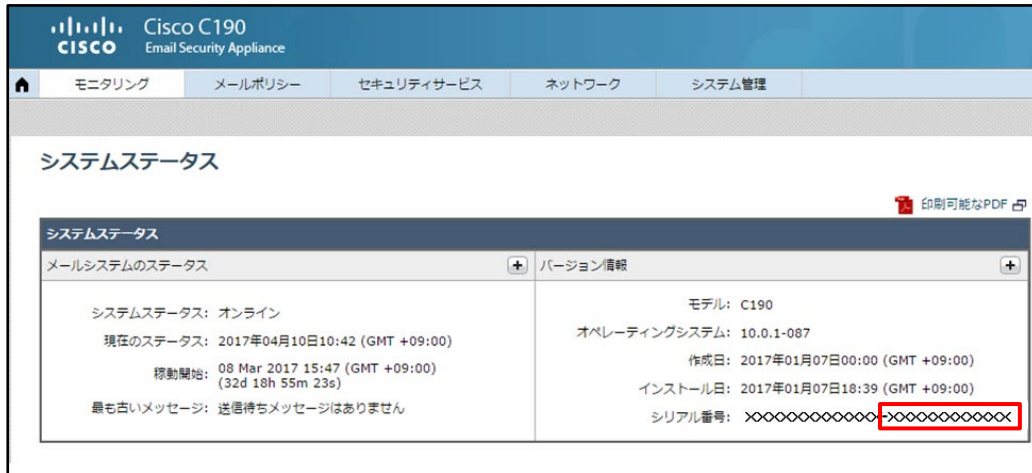 Cisco C190
CISCO Email Security Appliance
モニタリング メールポリシー セキュリティサービス ネットワーク システム管理
システムステータス
印刷可能なPDF
システムステータス
メールシステムのステータス
システムステータス: オンライン
現在のステータス: 2017年04月10日10:42 (GMT +09:00)
稼動開始: 08 Mar 2017 15:47 (GMT +09:00)
(32d 18h 55m 23s)
最も古いメッセージ: 送信待ちメッセージはありません
バージョン情報
モデル: C190
オペレーティングシステム: 10.0.1-087
作成日: 2017年01月07日00:00 (GMT +09:00)
インストール日: 2017年01月07日18:39 (GMT +09:00)
シリアル番号: XXXXXXXXXXXX-XXXXXXXXXXX